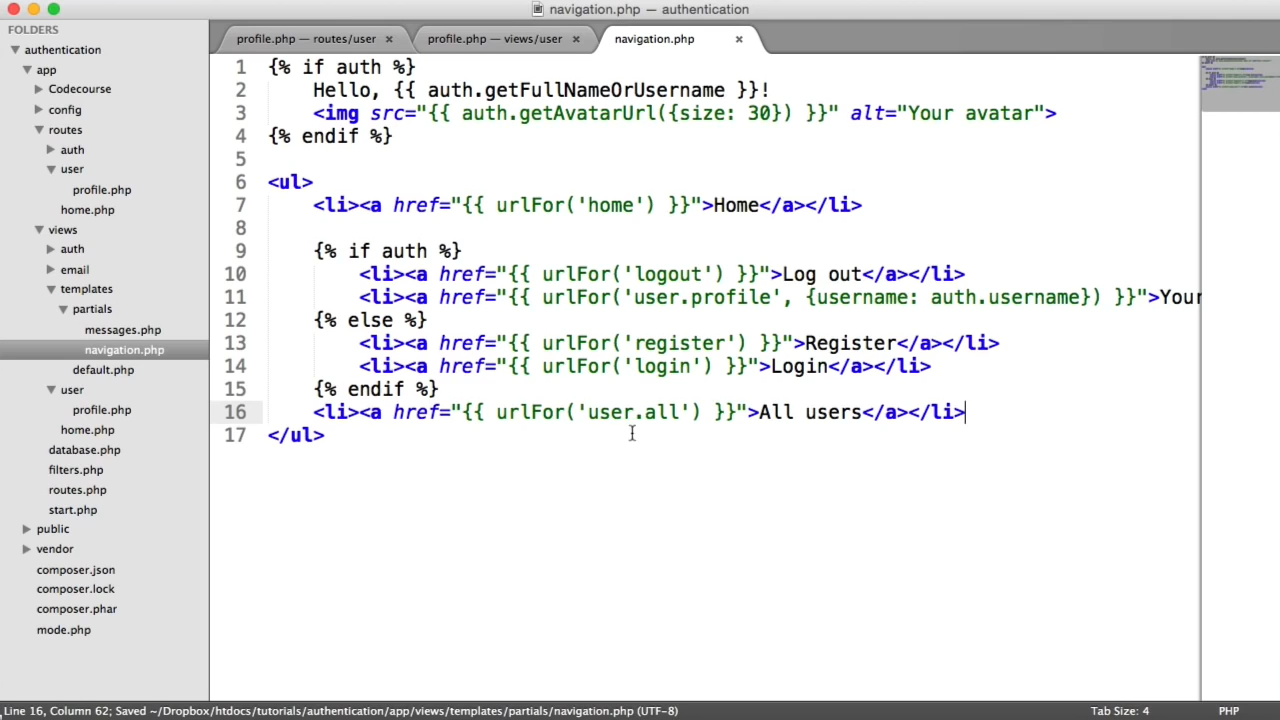 navigation.php — authentication
FOLDERS
authentication
app
Codecourse
config
routes
auth
user
profile.php
home.php
views
auth
email
templates
partials
messages.php
navigation.php
default.php
user
profile.php
home.php
database.php
filters.php
routes.php
start.php
public
vendor
composer.json
composer.lock
composer.phar
mode.php
profile.php — routes/user ×
profile.php — views/user ×
navigation.php ×
1 {% if auth %}
2 Hello, {{ auth.getFullNameOrUsername }}!
3 <img src="{{ auth.getAvatarUrl({size: 30}) }}" alt="Your avatar">
4 {% endif %}
5
6 <ul>
7 <li><a href="{{ urlFor('home') }}">Home</a></li>
8
9 {% if auth %}
10 <li><a href="{{ urlFor('logout') }}">Log out</a></li>
11 <li><a href="{{ urlFor('user.profile', {username: auth.username}) }}">Your
12 {% else %}
13 <li><a href="{{ urlFor('register') }}">Register</a></li>
14 <li><a href="{{ urlFor('login') }}">Login</a></li>
15 {% endif %}
16 <li><a href="{{ urlFor('user.all') }}">All users</a></li>
17 </ul>
Line 16, Column 62; Saved ~/Dropbox/htdocs/tutorials/authentication/app/views/templates/partials/navigation.php (UTF-8)
Tab Size: 4
PHP